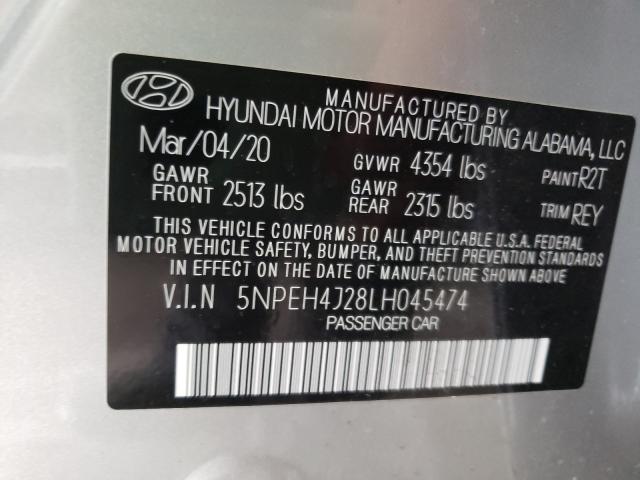 MANUFACTURED BY
HYUNDAI MOTOR MANUFACTURING ALABAMA, LLC
Mar/04/20 GVWR 4354 lbs PAINT R2T
GAWR FRONT 2513 lbs GAWR REAR 2315 lbs TRIM REY
THIS VEHICLE CONFORMS TO ALL APPLICABLE U.S.A. FEDERAL
MOTOR VEHICLE SAFETY, BUMPER, AND THEFT PREVENTION STANDARDS
IN EFFECT ON THE DATE OF MANUFACTURE SHOWN ABOVE.
V.I.N 5NPEH4J28LH045474
PASSENGER CAR